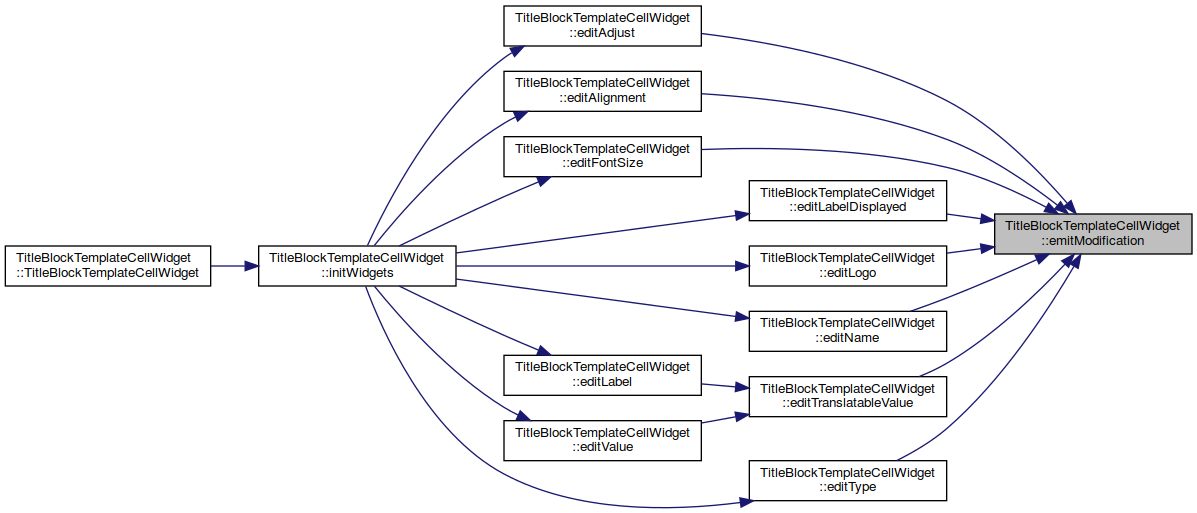 TitleBlockTemplateCellWidget
::editAdjust
TitleBlockTemplateCellWidget
::editAlignment
TitleBlockTemplateCellWidget
::editFontSize
TitleBlockTemplateCellWidget
::editLabelDisplayed
TitleBlockTemplateCellWidget
::emitModification
TitleBlockTemplateCellWidget
::TitleBlockTemplateCellWidget
TitleBlockTemplateCellWidget
::initWidgets
TitleBlockTemplateCellWidget
::editLogo
TitleBlockTemplateCellWidget
::editName
TitleBlockTemplateCellWidget
::editLabel
TitleBlockTemplateCellWidget
::editTranslatableValue
TitleBlockTemplateCellWidget
::editValue
TitleBlockTemplateCellWidget
::editType